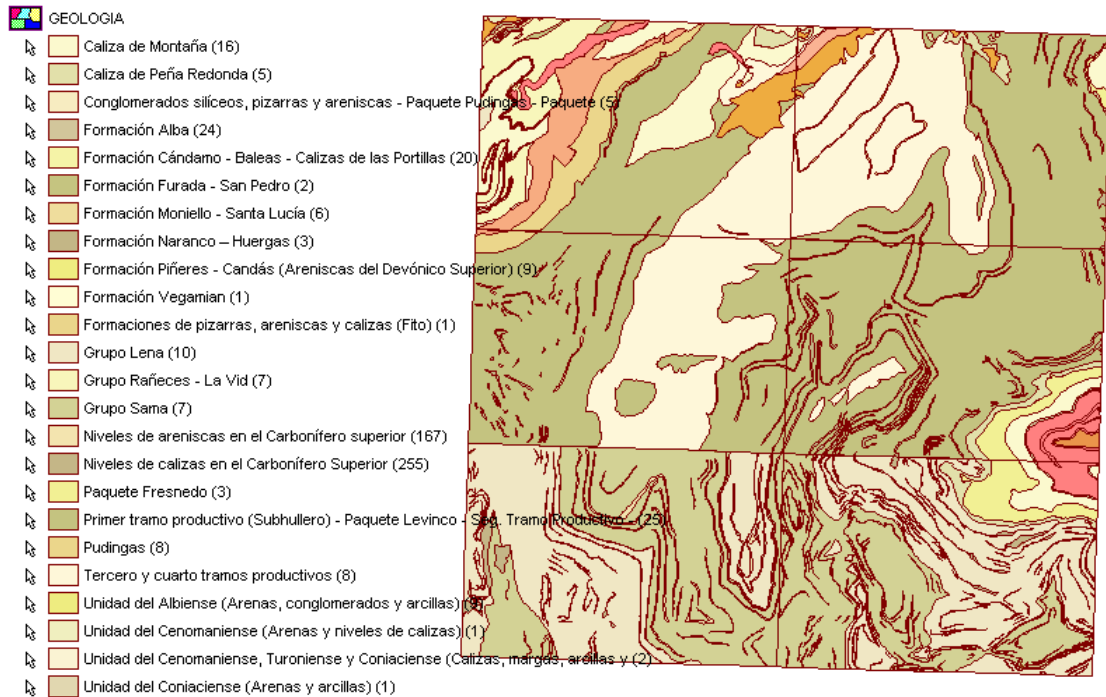 GEOLOGIA
Caliza de Montaña (16)
Caliza de Peña Redonda (5)
Conglomerados silíceos, pizarras y areniscas - Paquete Pudingas - Paquete (5)
Formación Alba (24)
Formación Cándamo - Baleas - Calizas de las Portillas (20)
Formación Furada - San Pedro (2)
Formación Moniello - Santa Lucía (6)
Formación Naranco – Huergas (3)
Formación Piñeres - Candás (Areniscas del Devónico Superior) (9)
Formación Vegamian (1)
Formaciones de pizarras, areniscas y calizas (Fito) (1)
Grupo Lena (10)
Grupo Rañeces - La Vid (7)
Grupo Sama (7)
Niveles de areniscas en el Carbonífero superior (167)
Niveles de calizas en el Carbonífero Superior (255)
Paquete Fresnedo (3)
Primer tramo productivo (Subhullero) - Paquete Levinco - Seg. Tramo Productivo - (25)
Pudingas (8)
Tercero y cuarto tramos productivos (8)
Unidad del Albiense (Arenas, conglomerados y arcillas)
Unidad del Cenomaniense (Arenas y niveles de calizas) (1)
Unidad del Cenomaniense, Turoniense y Coniaciense (Calizas, margas, arcillas y (2)
Unidad del Coniaciense (Arenas y arcillas) (1)